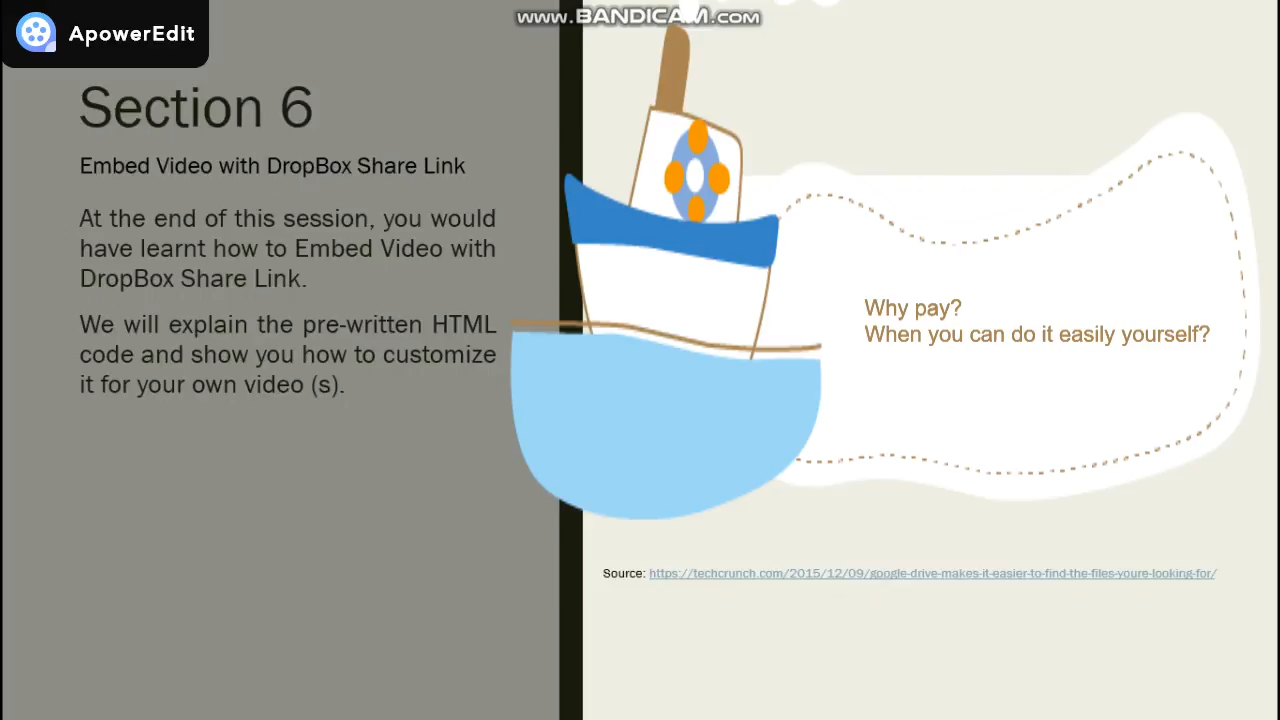 www.BANDICAM.com
ApowerEdit
Section 6
Embed Video with DropBox Share Link
At the end of this session, you would
have learnt how to Embed Video with
DropBox Share Link.
We will explain the pre-written HTML
code and show you how to customize
it for your own video (s).
Why pay?
When you can do it easily yourself?
Source: https://techcrunch.com/2015/12/09/google-drive-makes-it-easier-to-find-the-files-youre-looking-for/